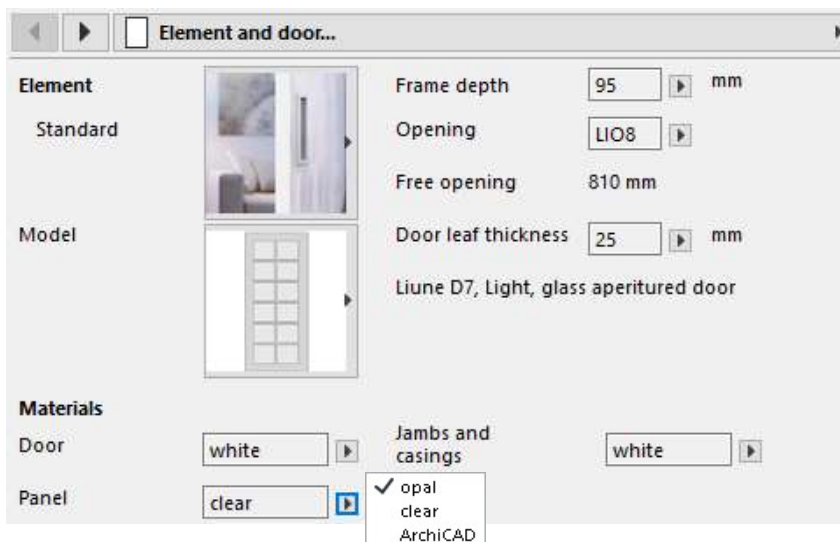 Element and door...
Element
Standard
Frame depth 95 mm
Opening LIO8
Free opening 810 mm
Model
Door leaf thickness 25 mm
Liune D7, Light, glass aperitured door
Materials
Door white
Jambs and
casings white
Panel clear
opal
clear
ArchiCAD